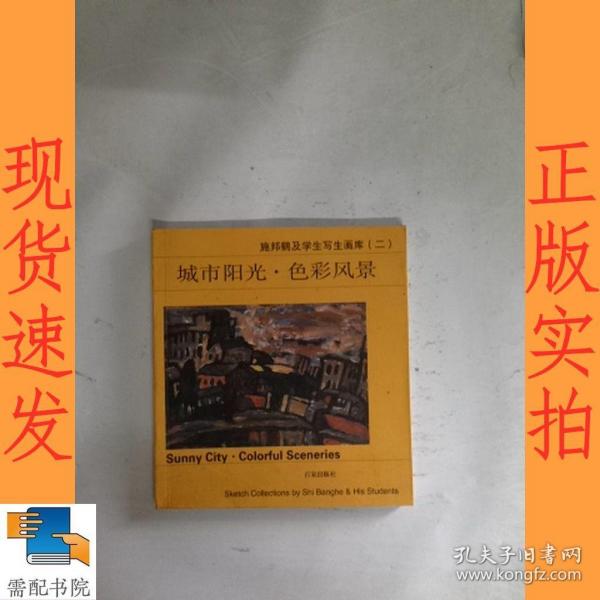 现货速发
正版实拍
施邦鹤及学生写生画库（二）
城市阳光·色彩风景
Sunny City · Colorful Sceneries
百家出版社
Sketch Collections by Shi Banghe & His Students
需配书院
孔夫子旧书网
www.kongfz.com